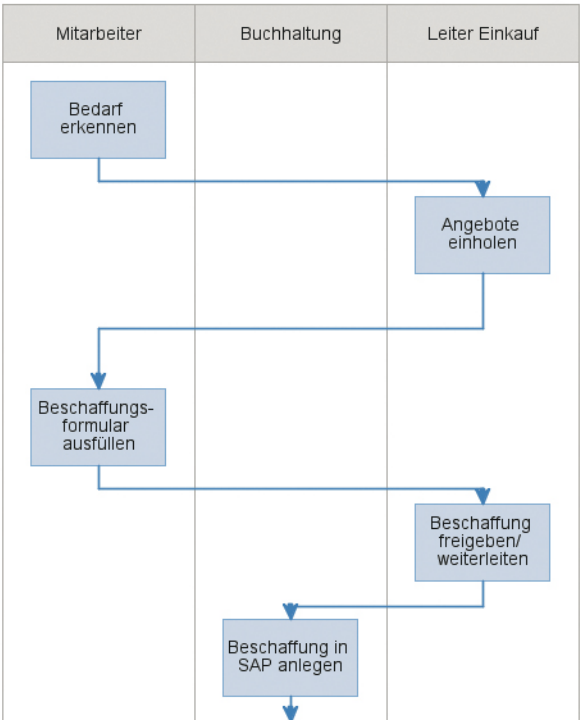 Mitarbeiter
Buchhaltung
Leiter Einkauf
Bedarf
erkennen
Angebote
einholen
Beschaffungs-
formular
ausfüllen
Beschaffung
freigeben/
weiterleiten
Beschaffung in
SAP anlegen